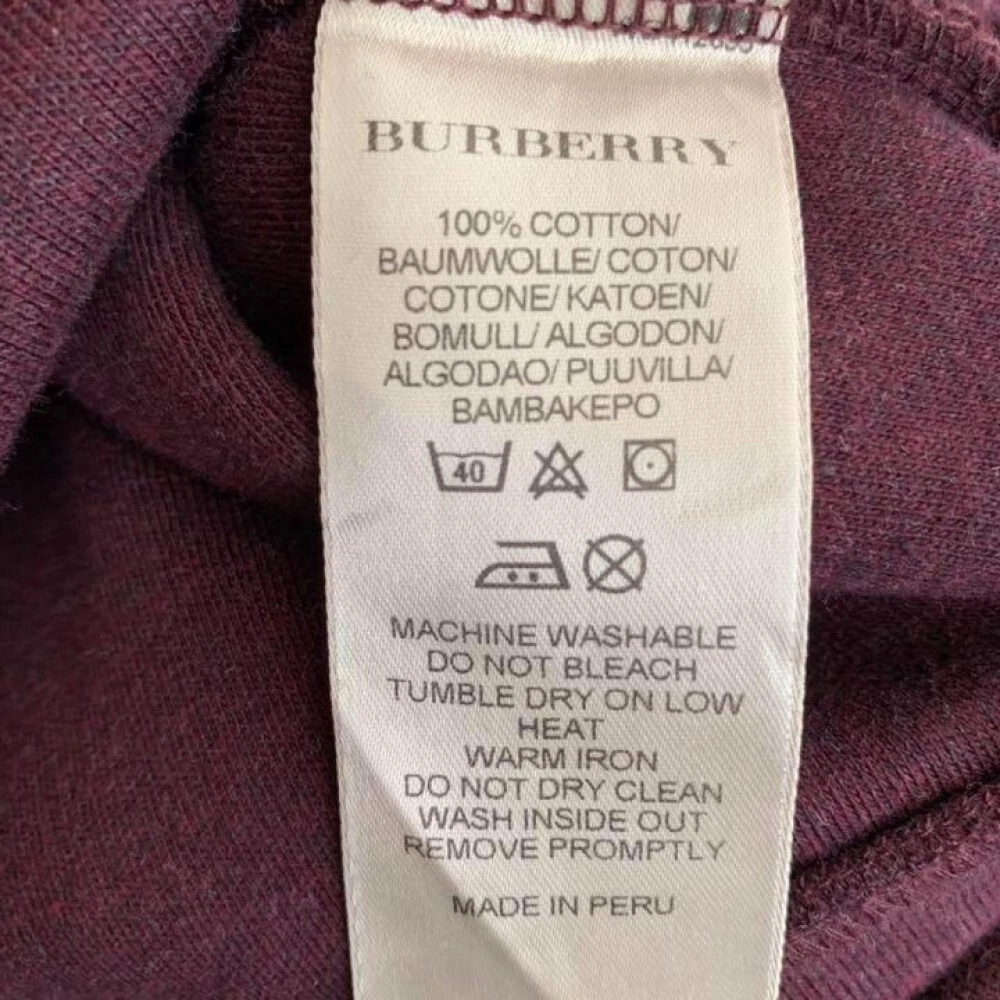 BURBERRY
100% COTTON/
BAUMWOLLE/ COTON/
COTONE/ KATOEN/
BOMULL/ ALGODON/
ALGODAO/ PUUVILLA/
BAMBAKEPO
40
MACHINE WASHABLE
DO NOT BLEACH
TUMBLE DRY ON LOW
HEAT
WARM IRON
DO NOT DRY CLEAN
WASH INSIDE OUT
REMOVE PROMPTLY
MADE IN PERU